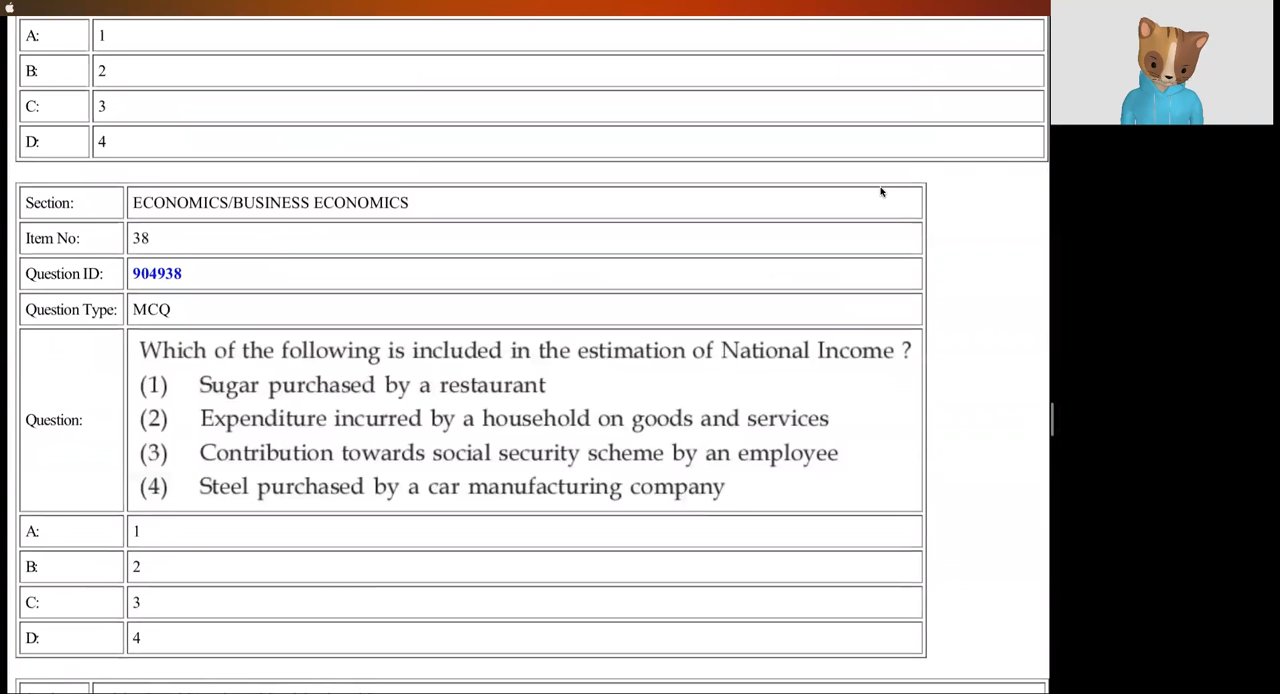 A: 1
B: 2
C: 3
D: 4
Section: ECONOMICS/BUSINESS ECONOMICS
Item No: 38
Question ID: 904938
Question Type: MCQ
Question:
Which of the following is included in the estimation of National Income ?
(1) Sugar purchased by a restaurant
(2) Expenditure incurred by a household on goods and services
(3) Contribution towards social security scheme by an employee
(4) Steel purchased by a car manufacturing company
A: 1
B: 2
C: 3
D: 4